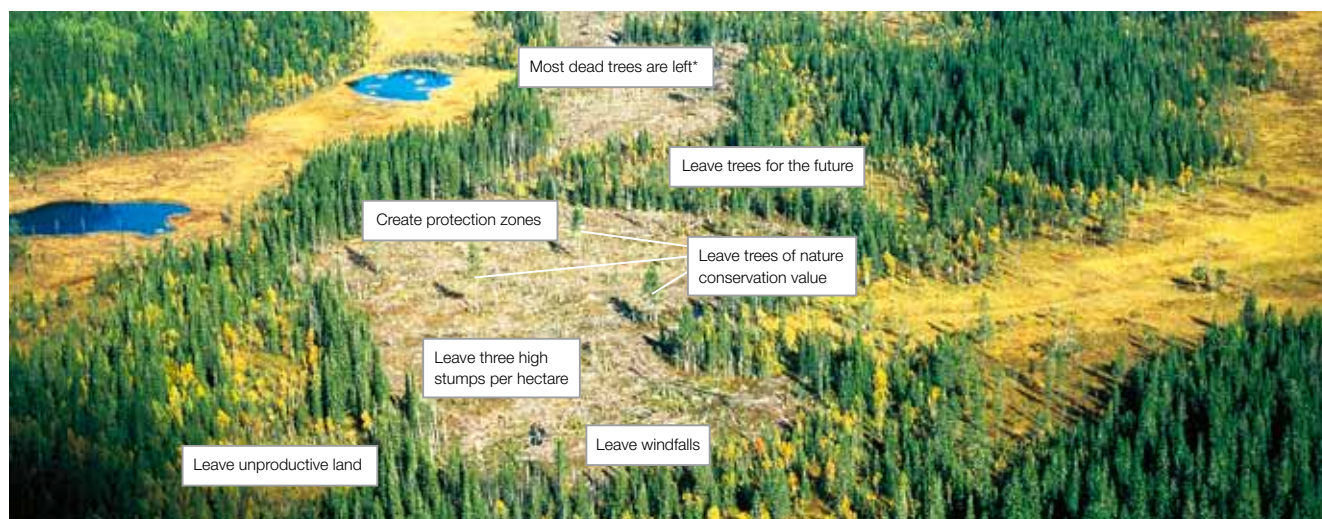 Most dead trees are left*
Leave trees for the future
Create protection zones
Leave trees of nature
conservation value
Leave three high
stumps per hectare
Leave windfalls
Leave unproductive land